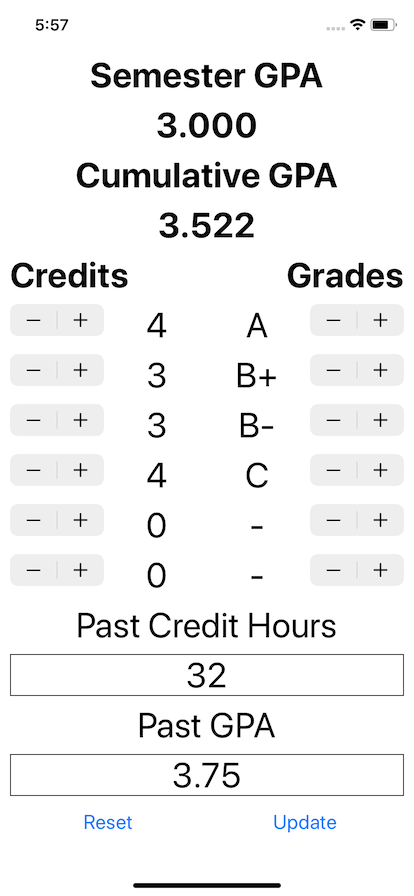 5:57
Semester GPA
3.000
Cumulative GPA
3.522
Credits Grades
− + 4 A − +
− + 3 B+ − +
− + 3 B- − +
− + 4 C − +
− + 0 - − +
− + 0 - − +
Past Credit Hours
32
Past GPA
3.75
Reset Update